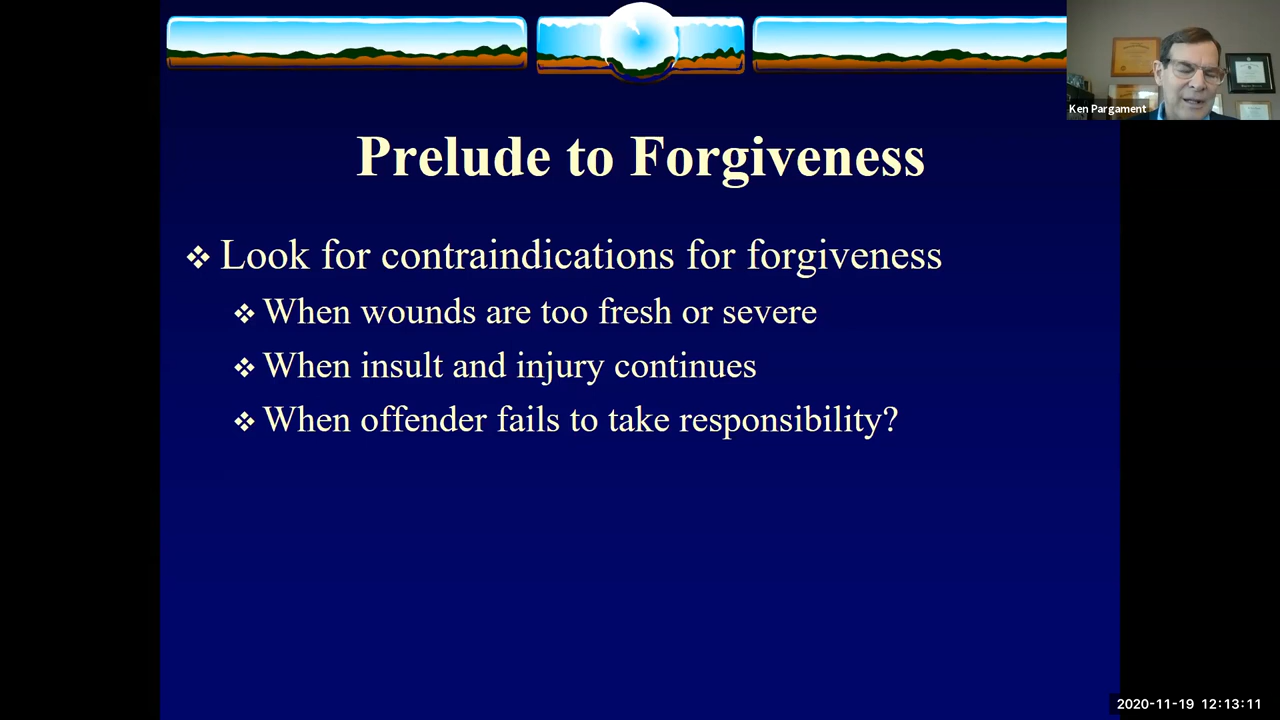 Ken Pargament
Prelude to Forgiveness
❖ Look for contraindications for forgiveness
❖ When wounds are too fresh or severe
❖ When insult and injury continues
❖ When offender fails to take responsibility?
2020-11-19 12:13:11